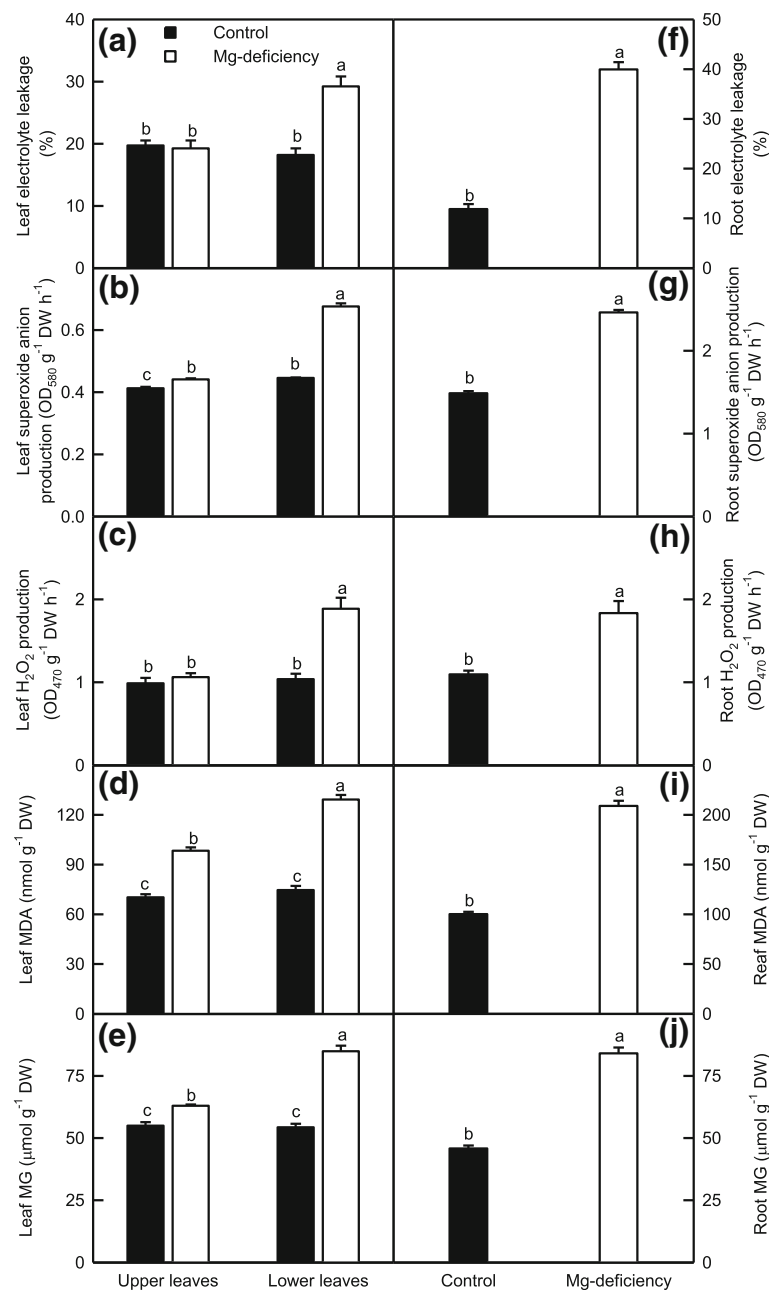 (a)
Control
Mg-deficiency
Leaf electrolyte leakage
(%)
40
30
20
10
0
b
b
b
a
(f)
50
40
30
20
10
0
Root electrolyte leakage
(%)
b
a
(b)
Leaf superoxide anion
production (OD580 g-1 DW h-1)
0.6
0.4
0.2
0.0
c
b
b
a
(g)
2
1
0
Root superoxide anion production
(OD580 g-1 DW h-1)
b
a
(c)
Leaf H2O2 production
(OD470 g-1 DW h-1)
2
1
0
b
b
b
a
(h)
2
1
0
Root H2O2 production
(OD470 g-1 DW h-1)
b
a
(d)
Leaf MDA (nmol g-1 DW)
120
90
60
30
0
c
b
c
a
(i)
200
150
100
50
0
Reaf MDA (nmol g-1 DW)
b
a
(e)
Leaf MG (μmol g-1 DW)
75
50
25
0
c
b
c
a
(j)
75
50
25
0
Root MG (μmol g-1 DW)
b
a
Upper leaves
Lower leaves
Control
Mg-deficiency